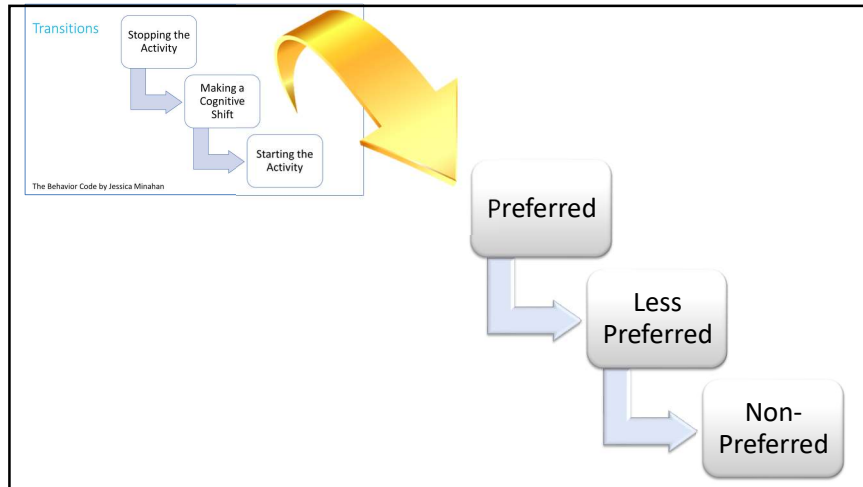 Transitions
Stopping the
Activity
Making a
Cognitive
Shift
Starting the
Activity
The Behavior Code by Jessica Minahan
Preferred
Less
Preferred
Non-
Preferred